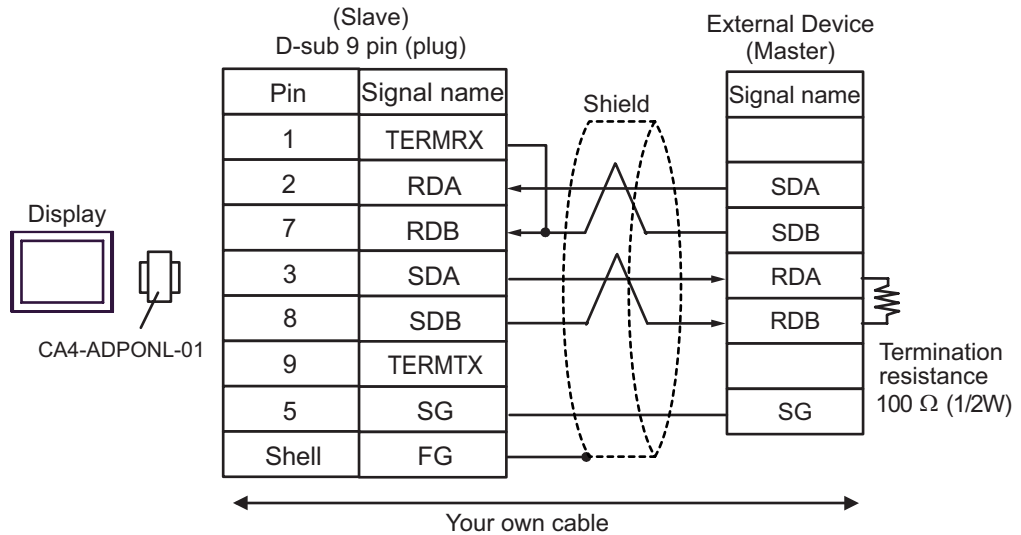 (Slave)
D-sub 9 pin (plug)
External Device
(Master)
Pin Signal name
Shield
Signal name
1 TERMRX
2 RDA
SDA
7 RDB
SDB
Display
3 SDA
RDA
8 SDB
RDB
CA4-ADPONL-01
9 TERMTX
Termination
resistance
100 Ω (1/2W)
5 SG
SG
Shell FG
Your own cable